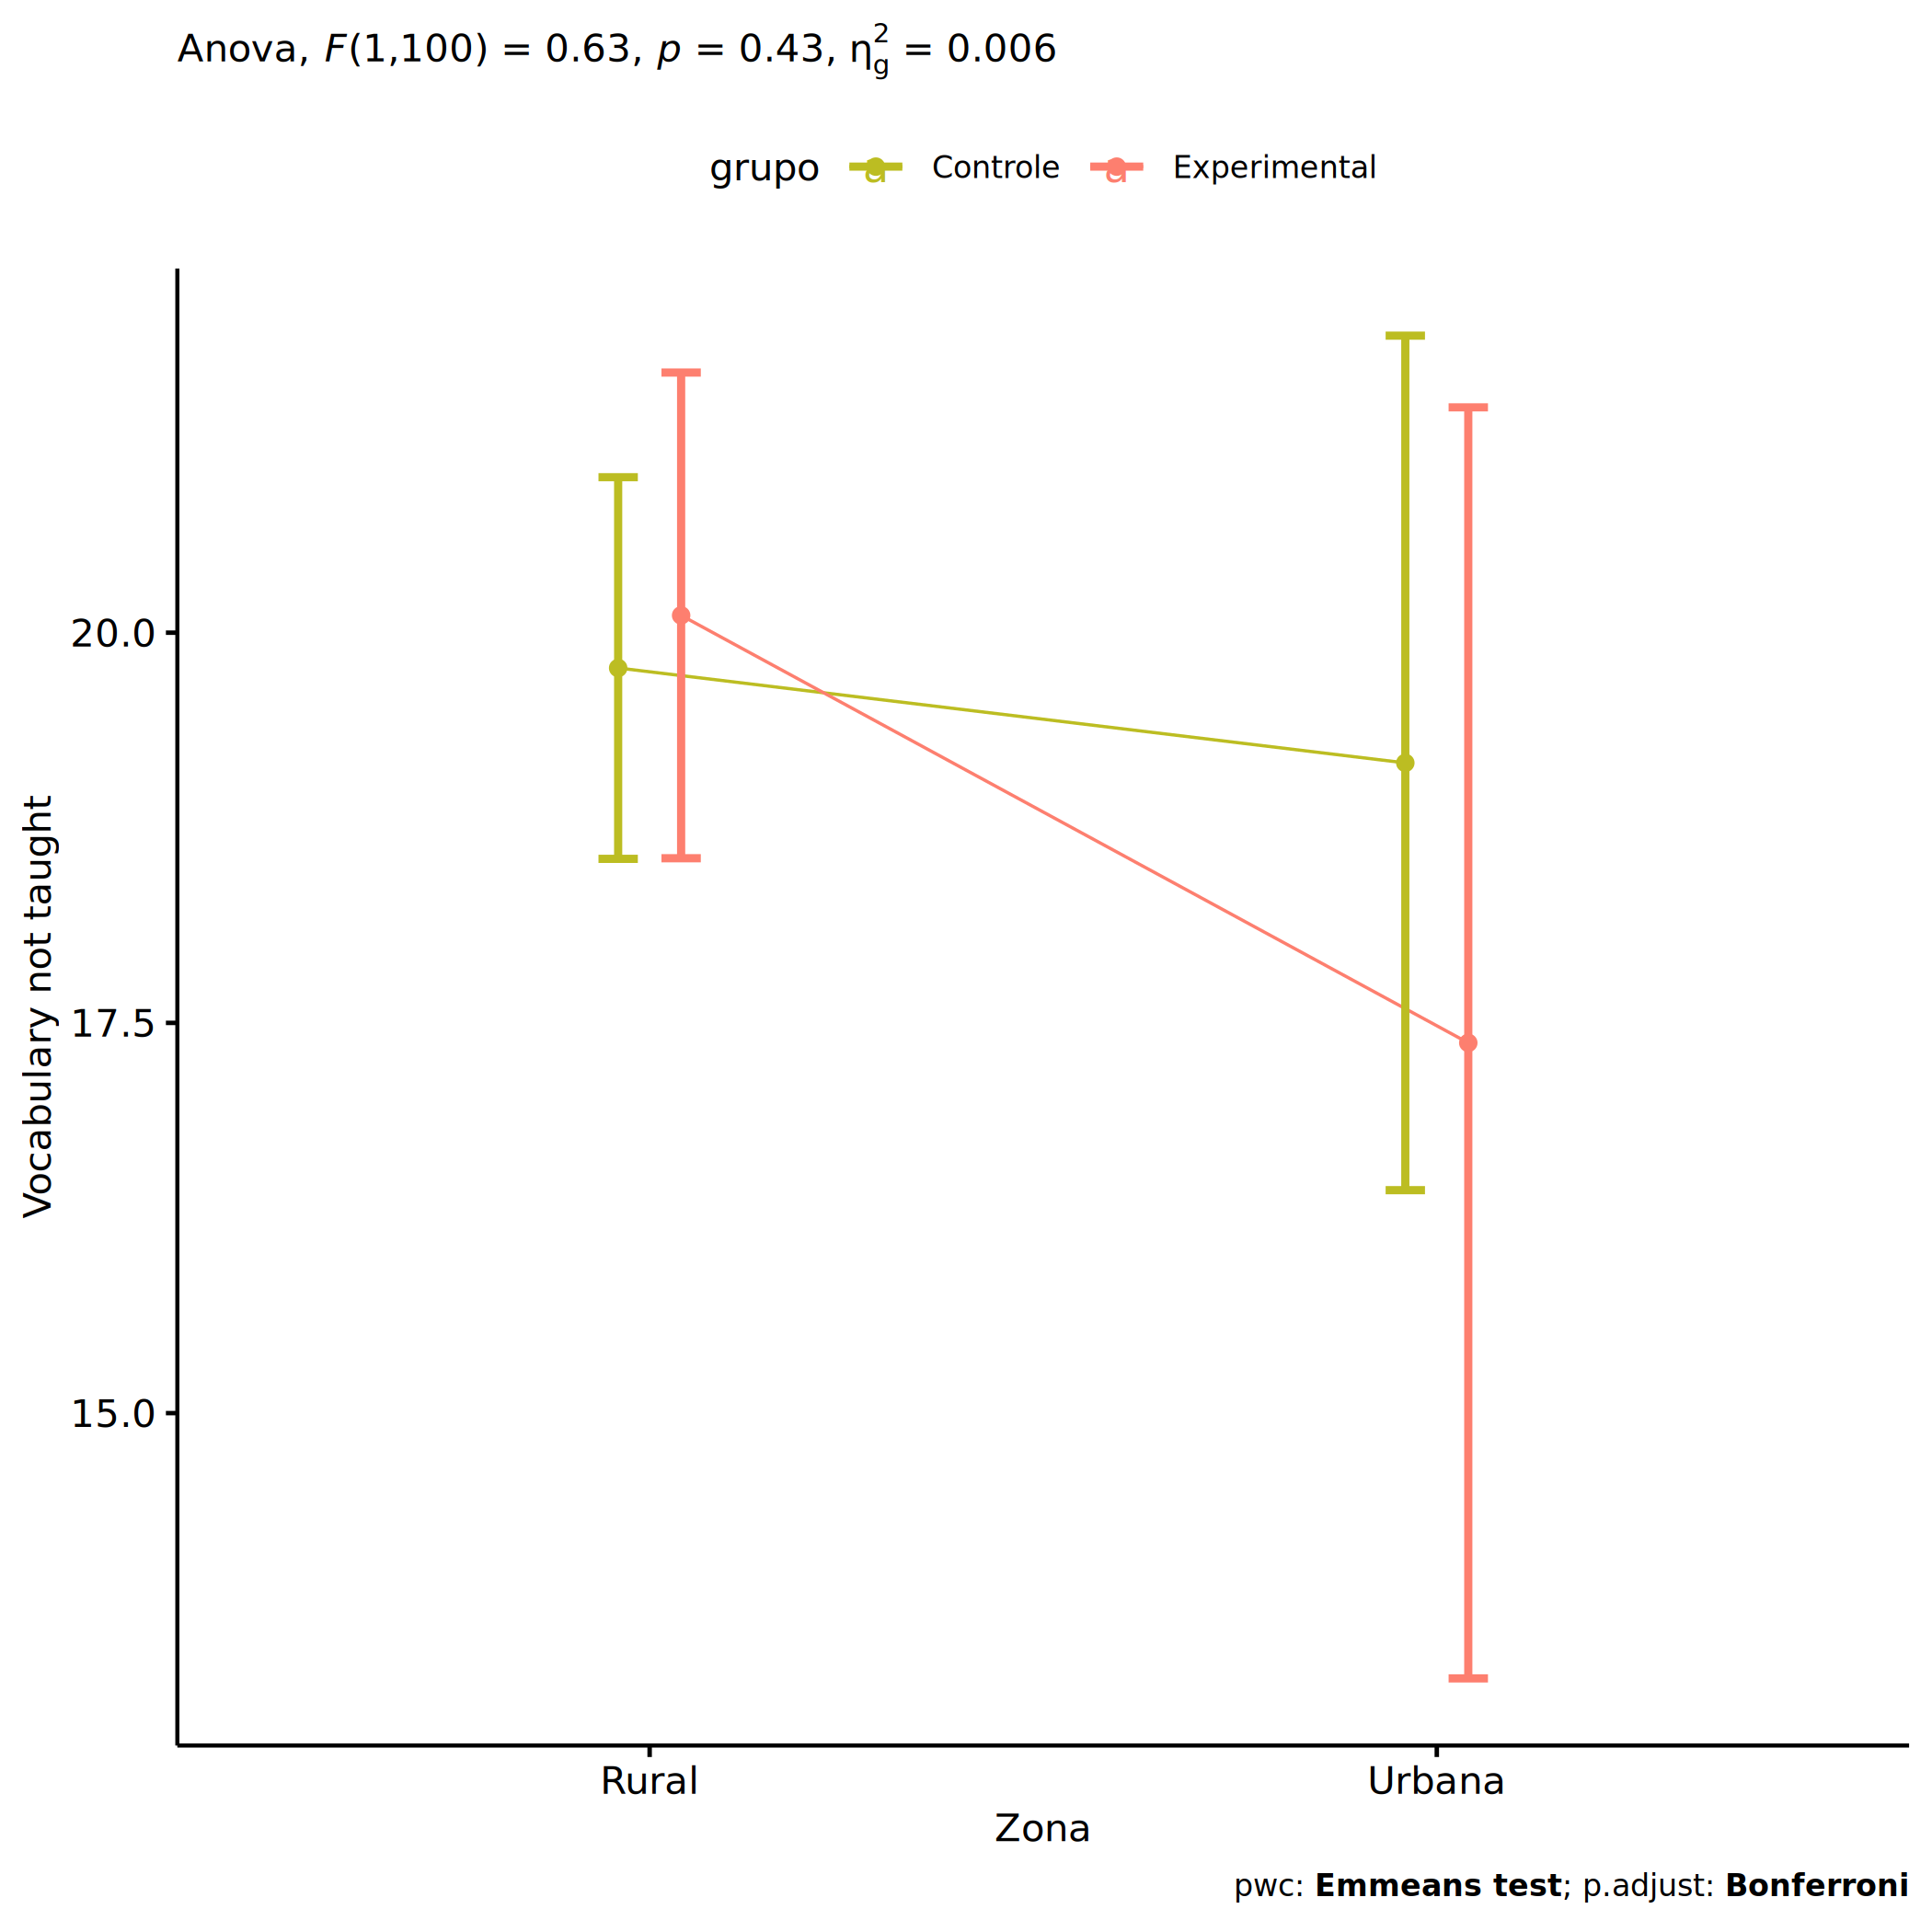 Anova, F(1,100) = 0.63, p = 0.43, η²g = 0.006
grupo a Controle a Experimental
20.0
17.5
15.0
Vocabulary not taught
Rural Urbana
Zona
pwc: Emmeans test; p.adjust: Bonferroni